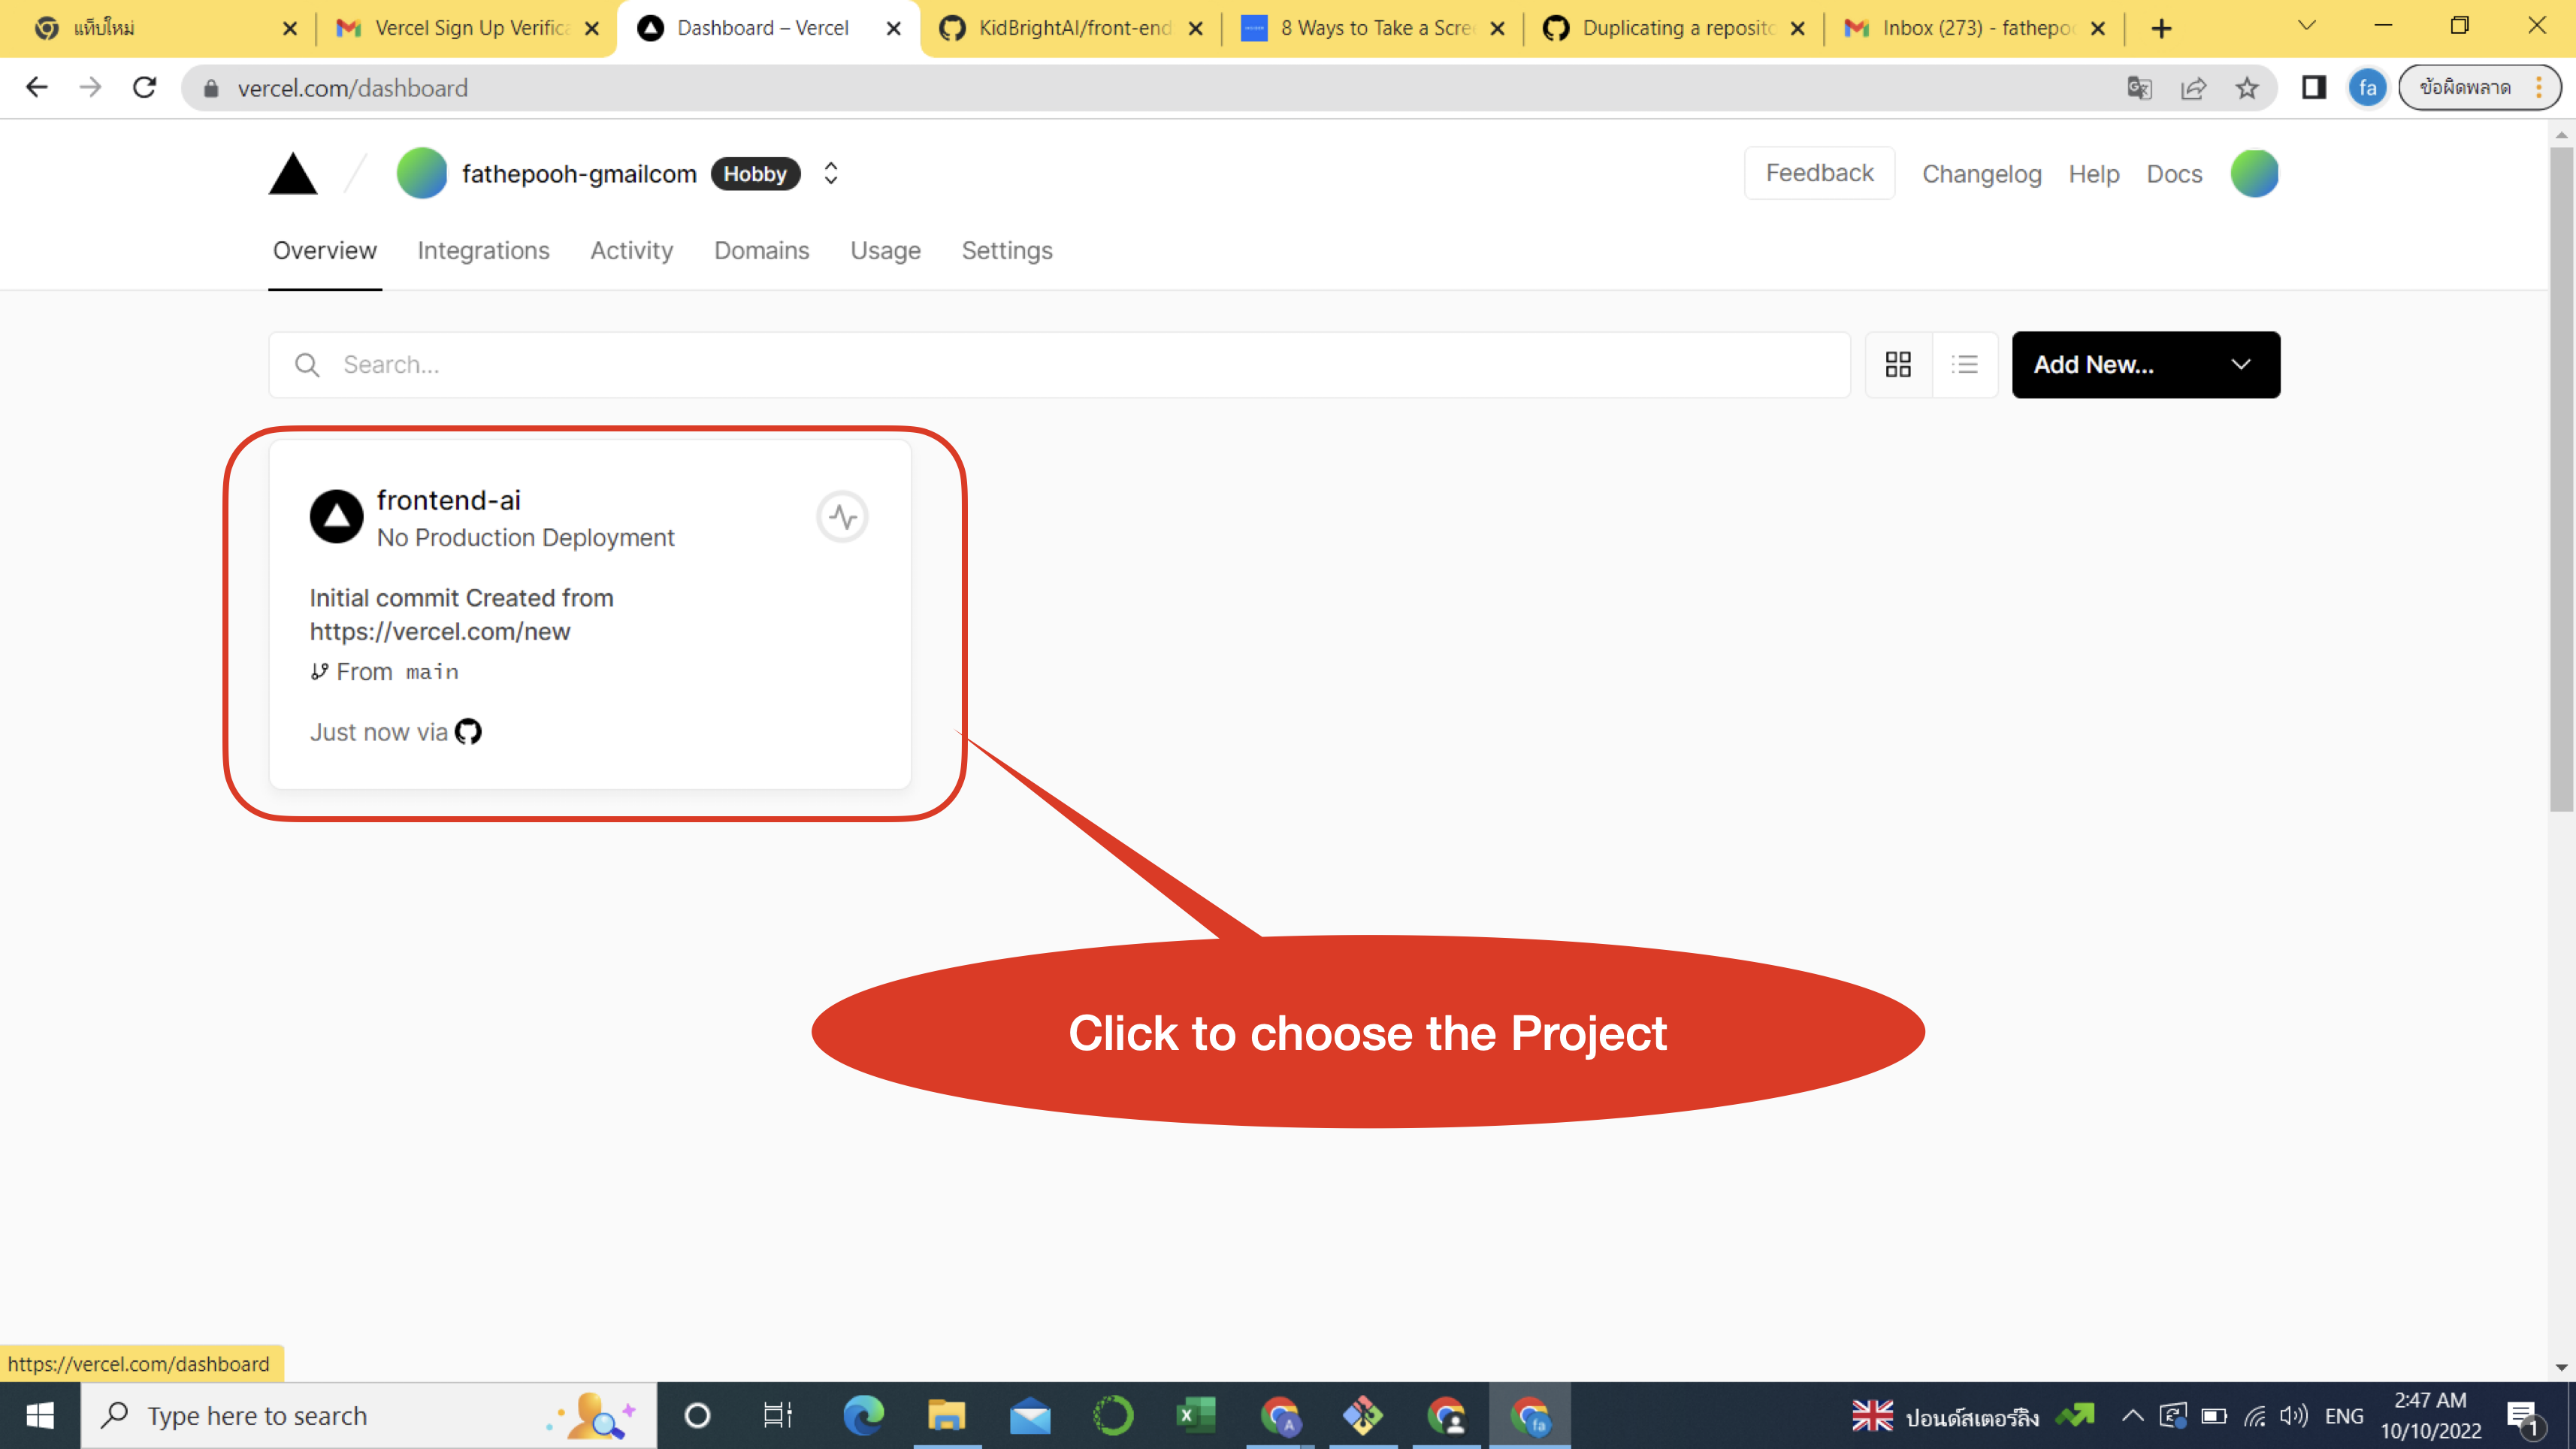 แท็บใหม่
Vercel Sign Up Verifica
Dashboard – Vercel
KidBrightAI/front-end
8 Ways to Take a Scre
Duplicating a reposito
Inbox (273) - fathepoo
vercel.com/dashboard
fa
ข้อผิดพลาด
fathepooh-gmailcom
Hobby
Feedback
Changelog
Help
Docs
Overview
Integrations
Activity
Domains
Usage
Settings
Search...
Add New...
frontend-ai
No Production Deployment
Initial commit Created from
https://vercel.com/new
From main
Just now via
Click to choose the Project
https://vercel.com/dashboard
Type here to search
A
fa
ปอนด์สเตอร์ลิง
ENG
2:47 AM
10/10/2022
1